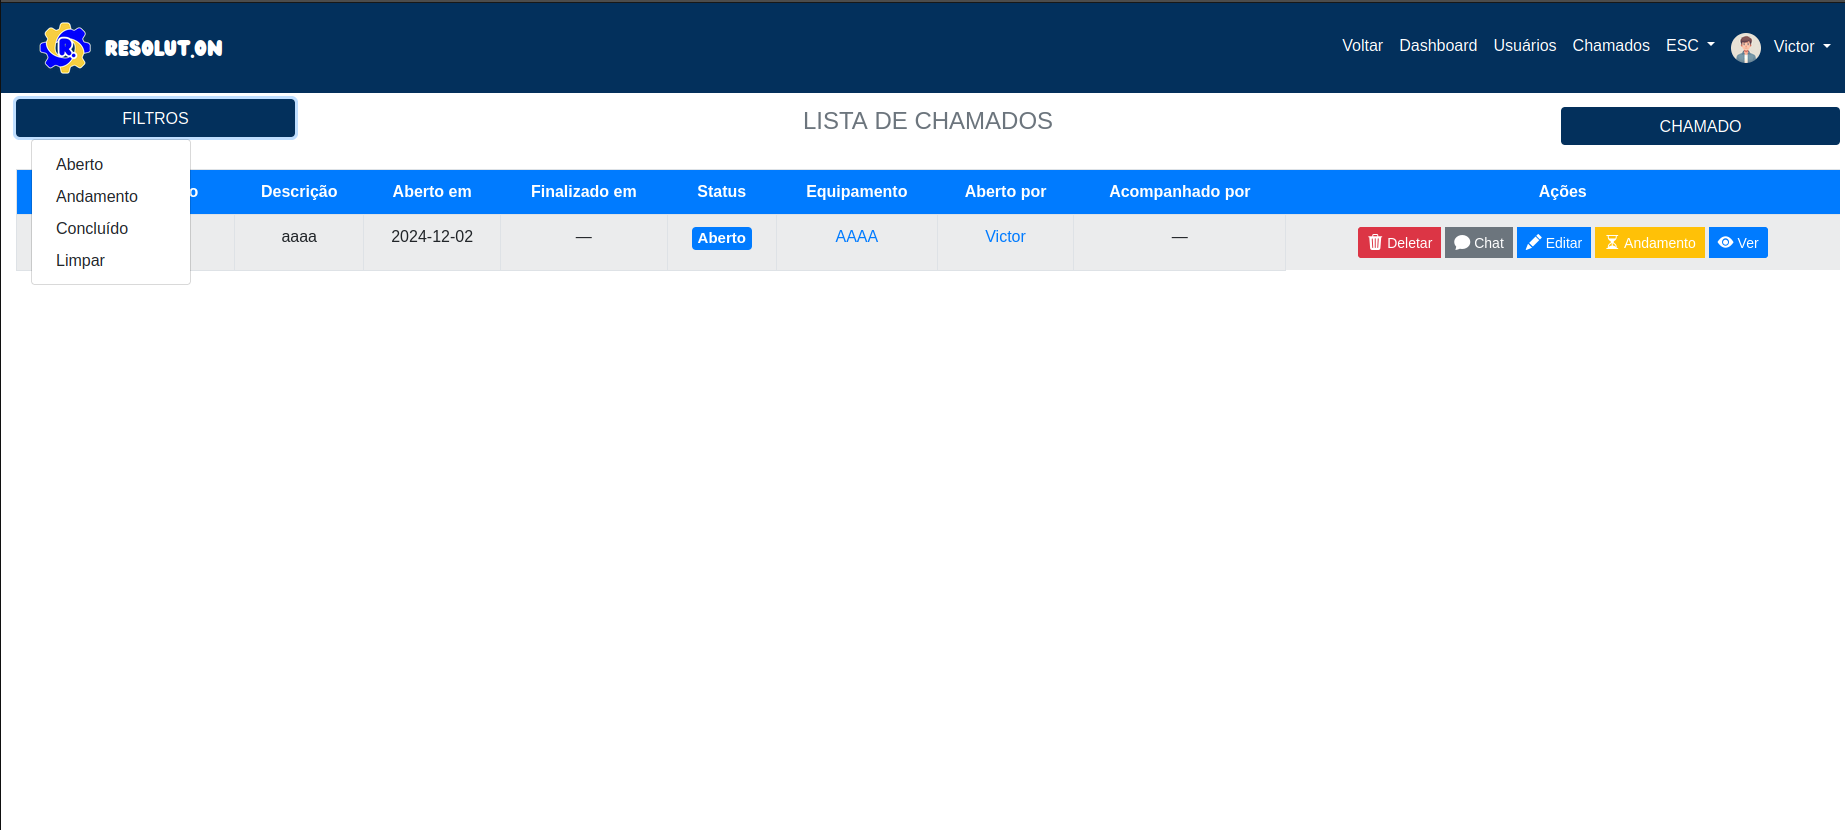 R.
RESOLUT.ON
Voltar Dashboard Usuários Chamados ESC Victor
FILTROS
LISTA DE CHAMADOS
CHAMADO
Aberto
Andamento
Concluído
Limpar
o Descrição Aberto em Finalizado em Status Equipamento Aberto por Acompanhado por Ações
aaaa 2024-12-02 — Aberto AAAA Victor — Deletar Chat Editar Andamento Ver